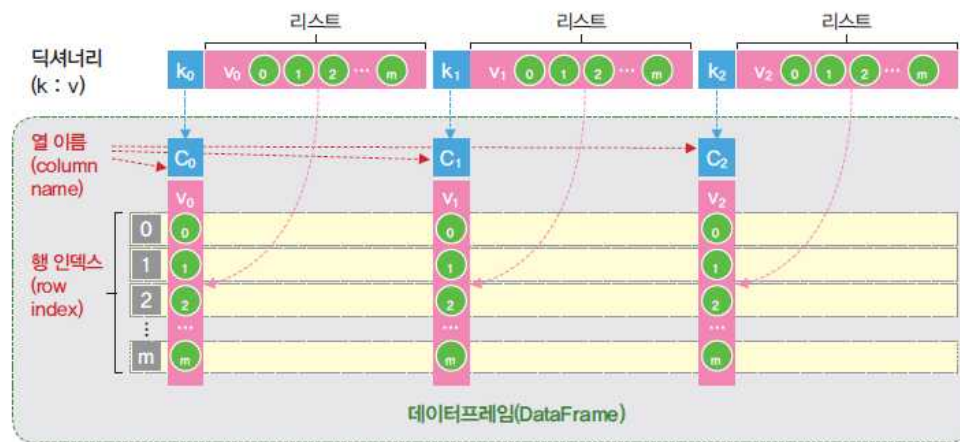 리스트 리스트 리스트
딕셔너리
(k : v)
k0 v0 0 1 2 ··· m k1 v1 0 1 2 ··· m k2 v2 0 1 2 ··· m
열 이름
(column
name)
C0 C1 C2
v0 v1 v2
0 0 0 0
행 인덱스
(row
index)
1 1 1 1
2 2 2 2
⋮ ··· ··· ···
m m m m
데이터프레임(DataFrame)